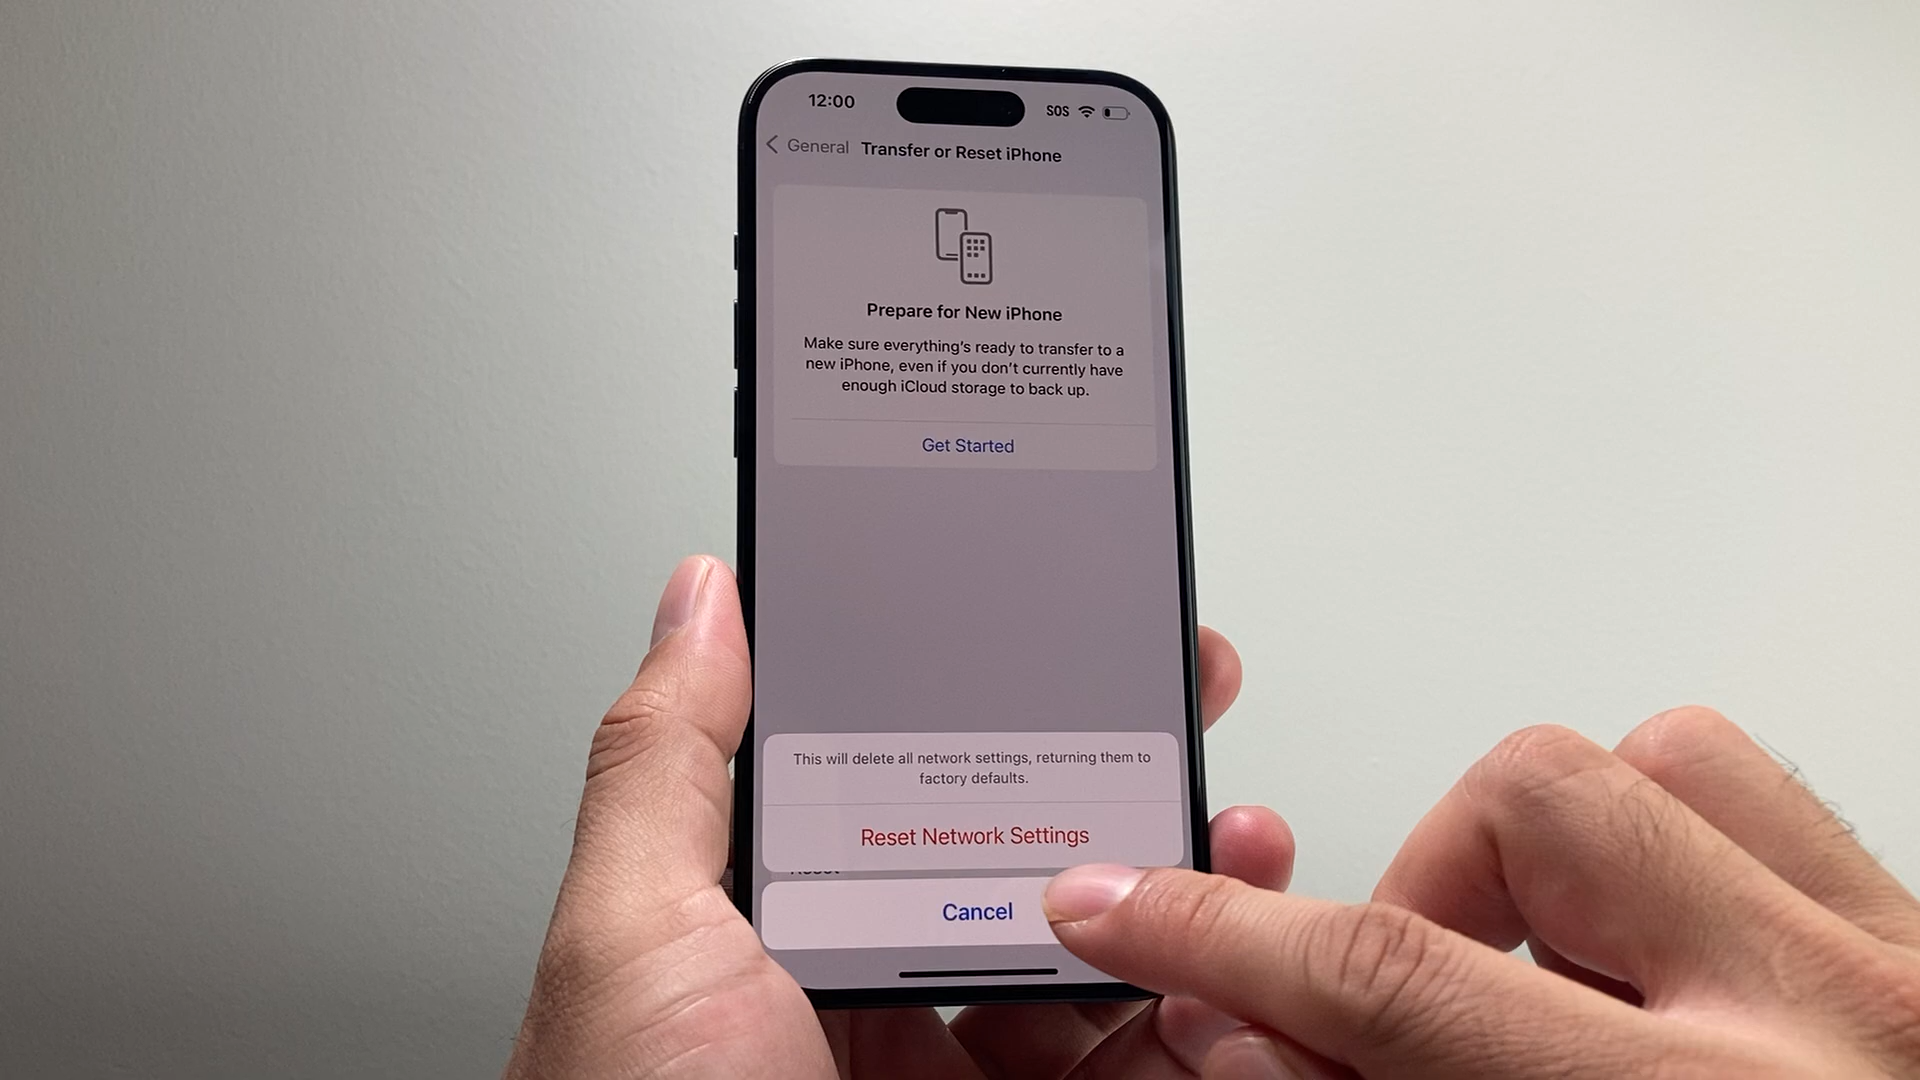 12:00
SOS
General
Transfer or Reset iPhone
Prepare for New iPhone
Make sure everything's ready to transfer to a
new iPhone, even if you don't currently have
enough iCloud storage to back up.
Get Started
This will delete all network settings, returning them to
factory defaults.
Reset Network Settings
Reset
Cancel